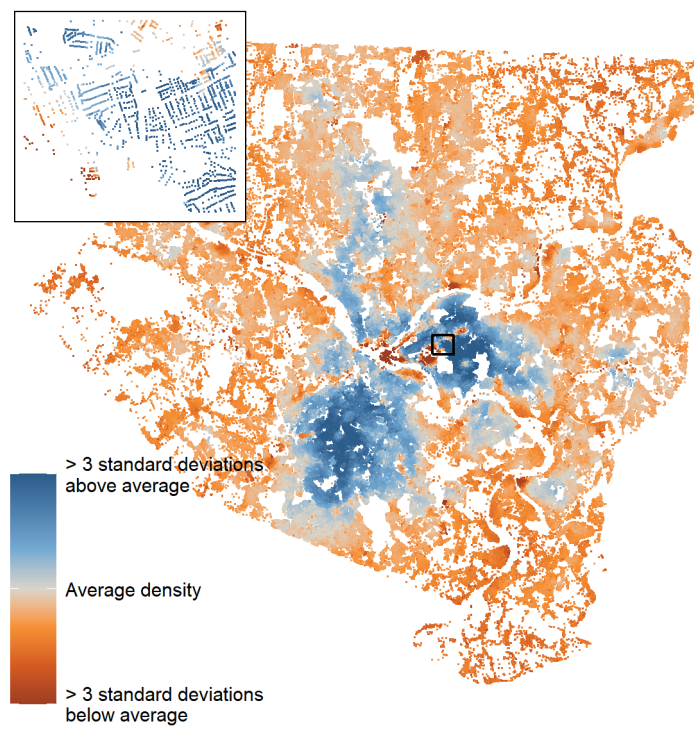 > 3 standard deviations
above average
Average density
> 3 standard deviations
below average